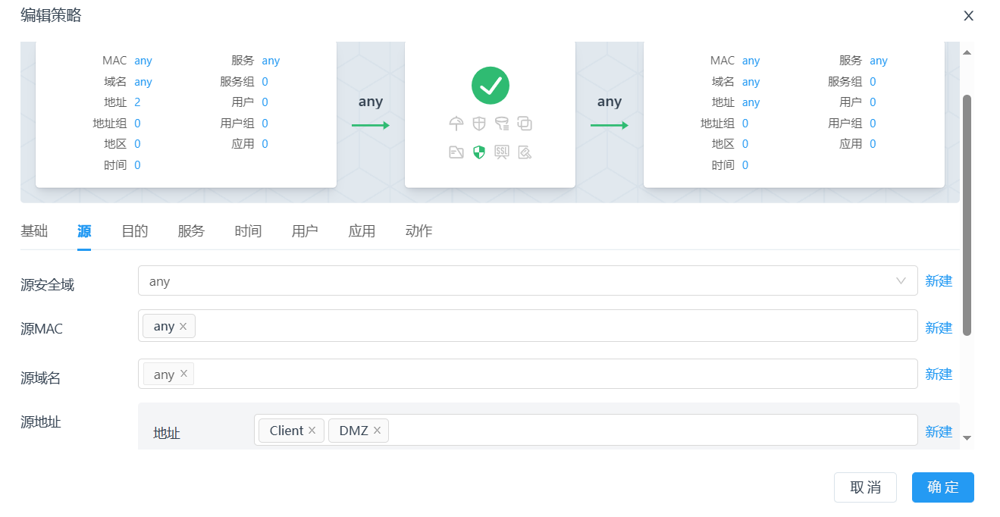 编辑策略
MAC any 服务 any
域名 any 服务组 0
地址 2 用户 0
地址组 0 用户组 0
地区 0 应用 0
时间 0
any
SSL
any
MAC any 服务 any
域名 any 服务组 0
地址 any 用户 0
地址组 0 用户组 0
地区 0 应用 0
时间 0
基础 源 目的 服务 时间 用户 应用 动作
源安全域 any 新建
源MAC any 新建
源域名 any 新建
源地址 地址 Client DMZ 新建
取消 确定